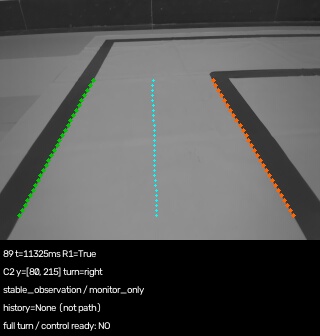 89 t=11325ms R1=True
C2 y=[80, 215] turn=right
stable_observation / monitor_only
history=None (not path)
full turn / control ready: NO